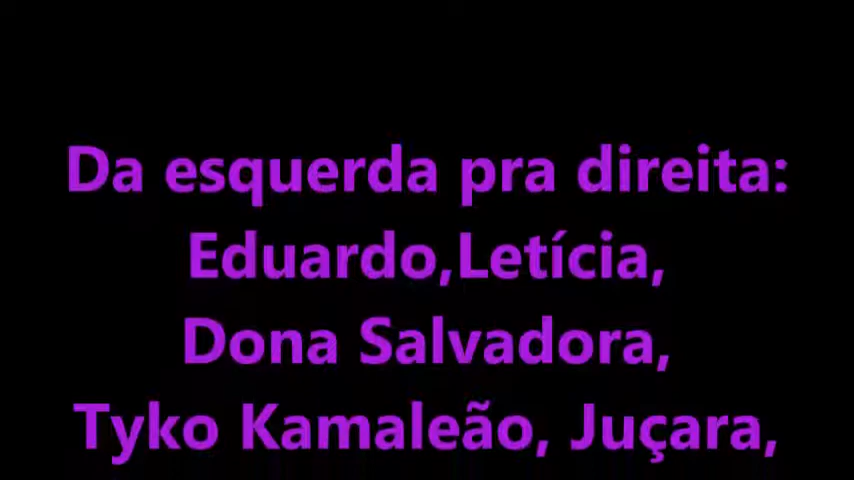 Da esquerda pra direita:
Eduardo,Letícia,
Dona Salvadora,
Tyko Kamaleão, Juçara,